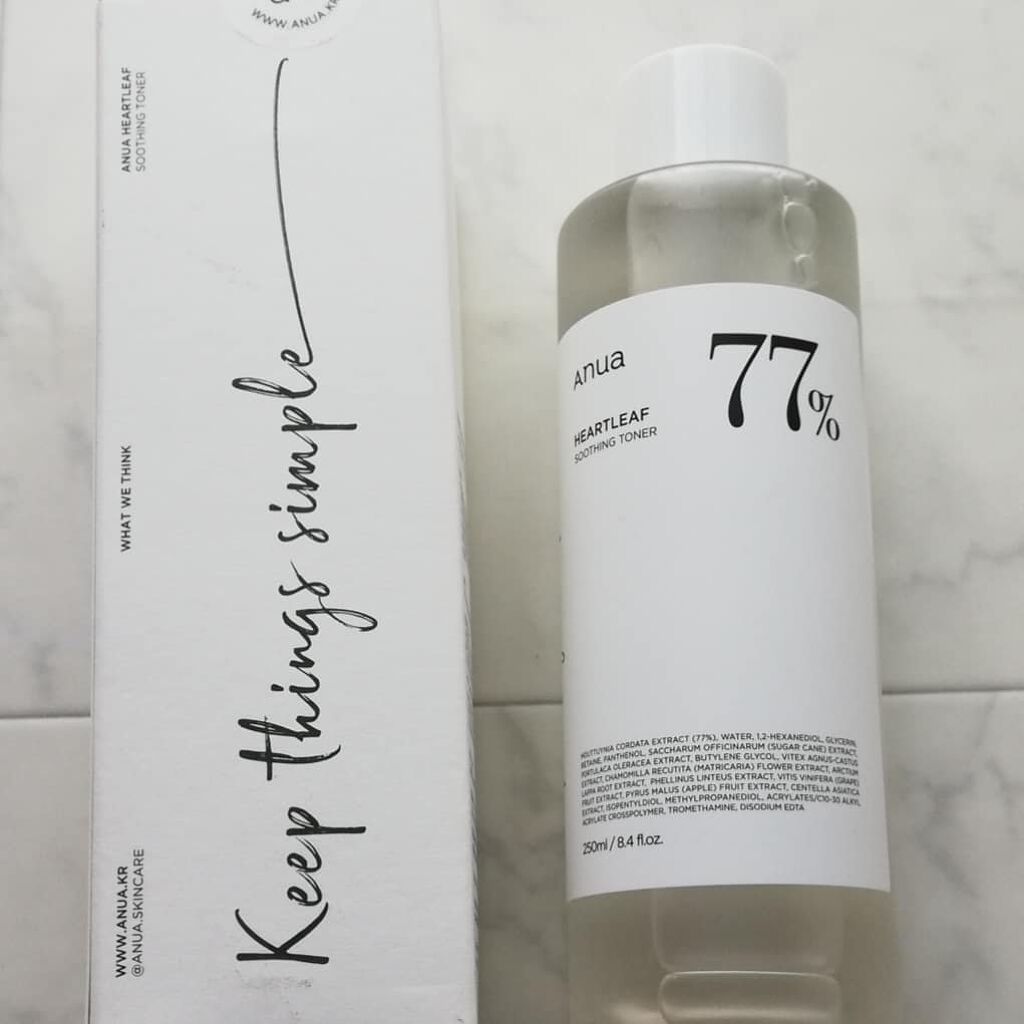 WWW.ANUA.KR
ANUA HEARTLEAF
SOOTHING TONER
WHAT WE THINK
WWW.ANUA.KR
@ANUA.SKINCARE
Keep things simple
Anua
77%
HEARTLEAF
SOOTHING TONER
HOUTTUYNIA CORDATA EXTRACT (77%), WATER, 1,2-HEXANEDIOL, GLYCERIN,
BETAINE, PANTHENOL, SACCHARUM OFFICINARUM (SUGAR CANE) EXTRACT,
PORTULACA OLERACEA EXTRACT, BUTYLENE GLYCOL, VITEX AGNUS-CASTUS
EXTRACT, CHAMOMILLA RECUTITA (MATRICARIA) FLOWER EXTRACT, ARCTIUM
LAPPA ROOT EXTRACT, PHELLINUS LINTEUS EXTRACT, VITIS VINIFERA (GRAPE)
FRUIT EXTRACT, PYRUS MALUS (APPLE) FRUIT EXTRACT, CENTELLA ASIATICA
EXTRACT, ISOPENTYLDIOL, METHYLPROPANEDIOL, ACRYLATES/C10-30 ALKYL
ACRYLATE CROSSPOLYMER, TROMETHAMINE, DISODIUM EDTA
250ml / 8.4 fl.oz.